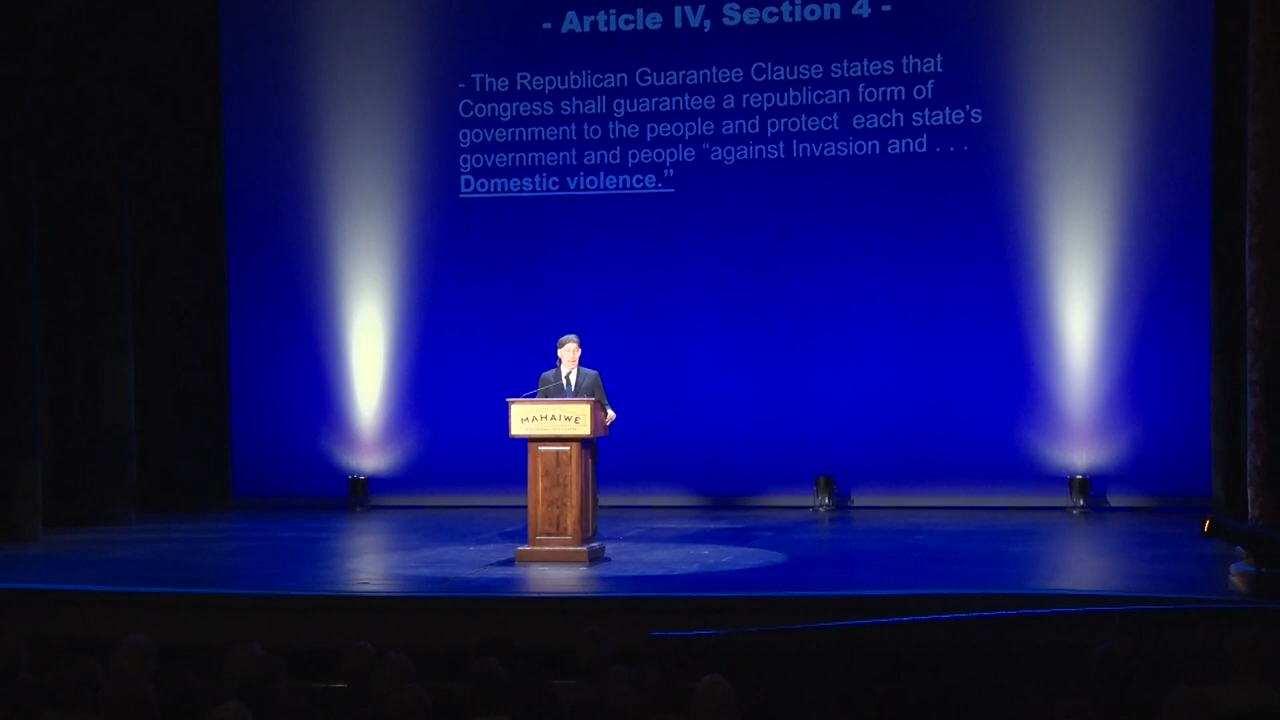 - Article IV, Section 4 -
- The Republican Guarantee Clause states that
Congress shall guarantee a republican form of
government to the people and protect each state's
government and people “against Invasion and . . .
Domestic violence.”
MAHAIWE